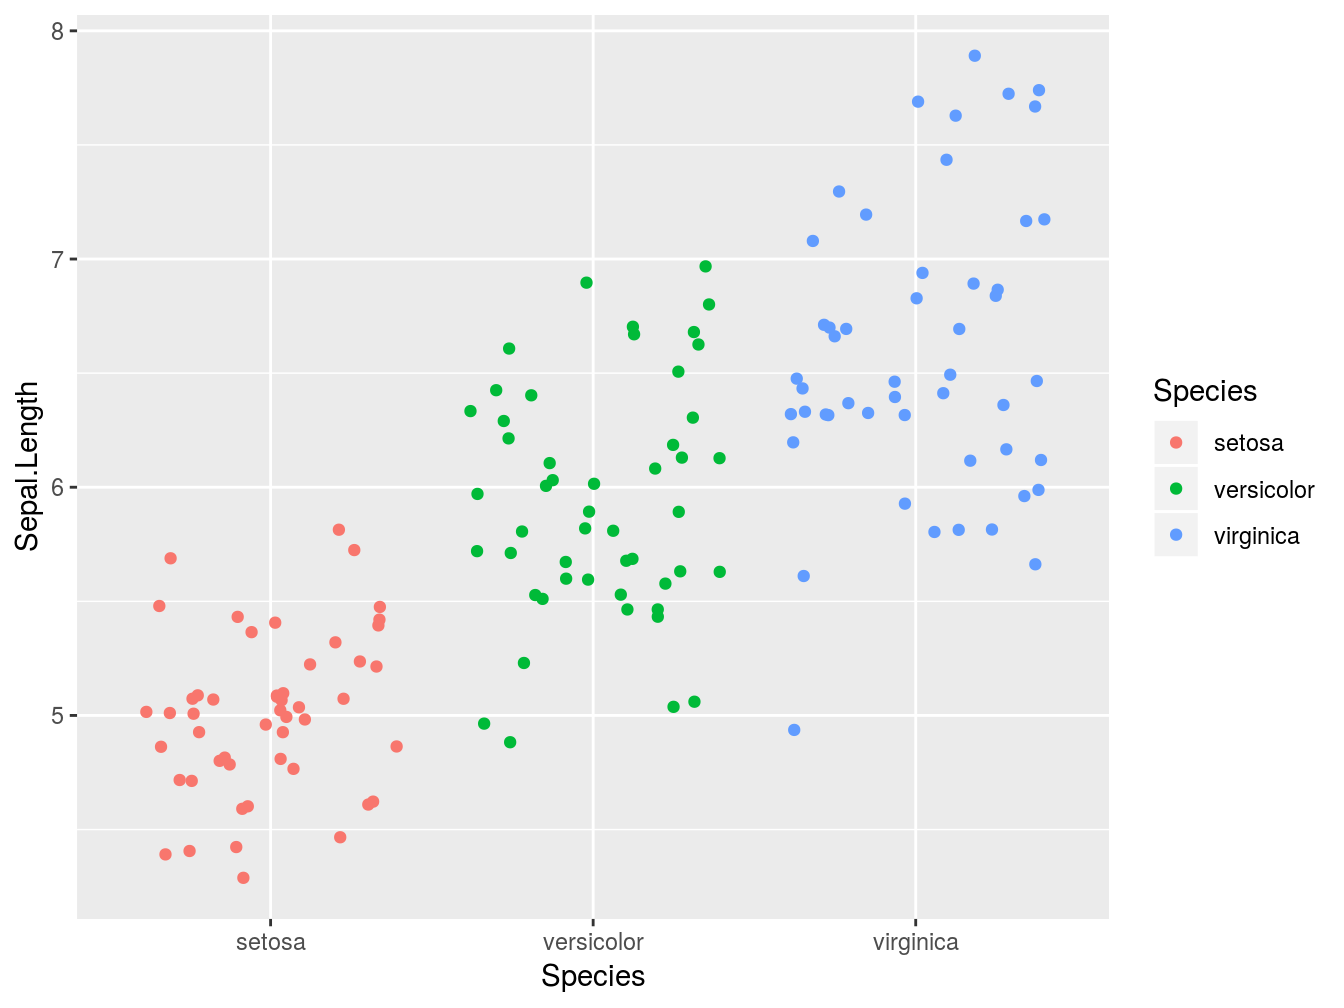 8
7
6
5
Sepal.Length
setosa
versicolor
virginica
Species
Species
setosa
versicolor
virginica